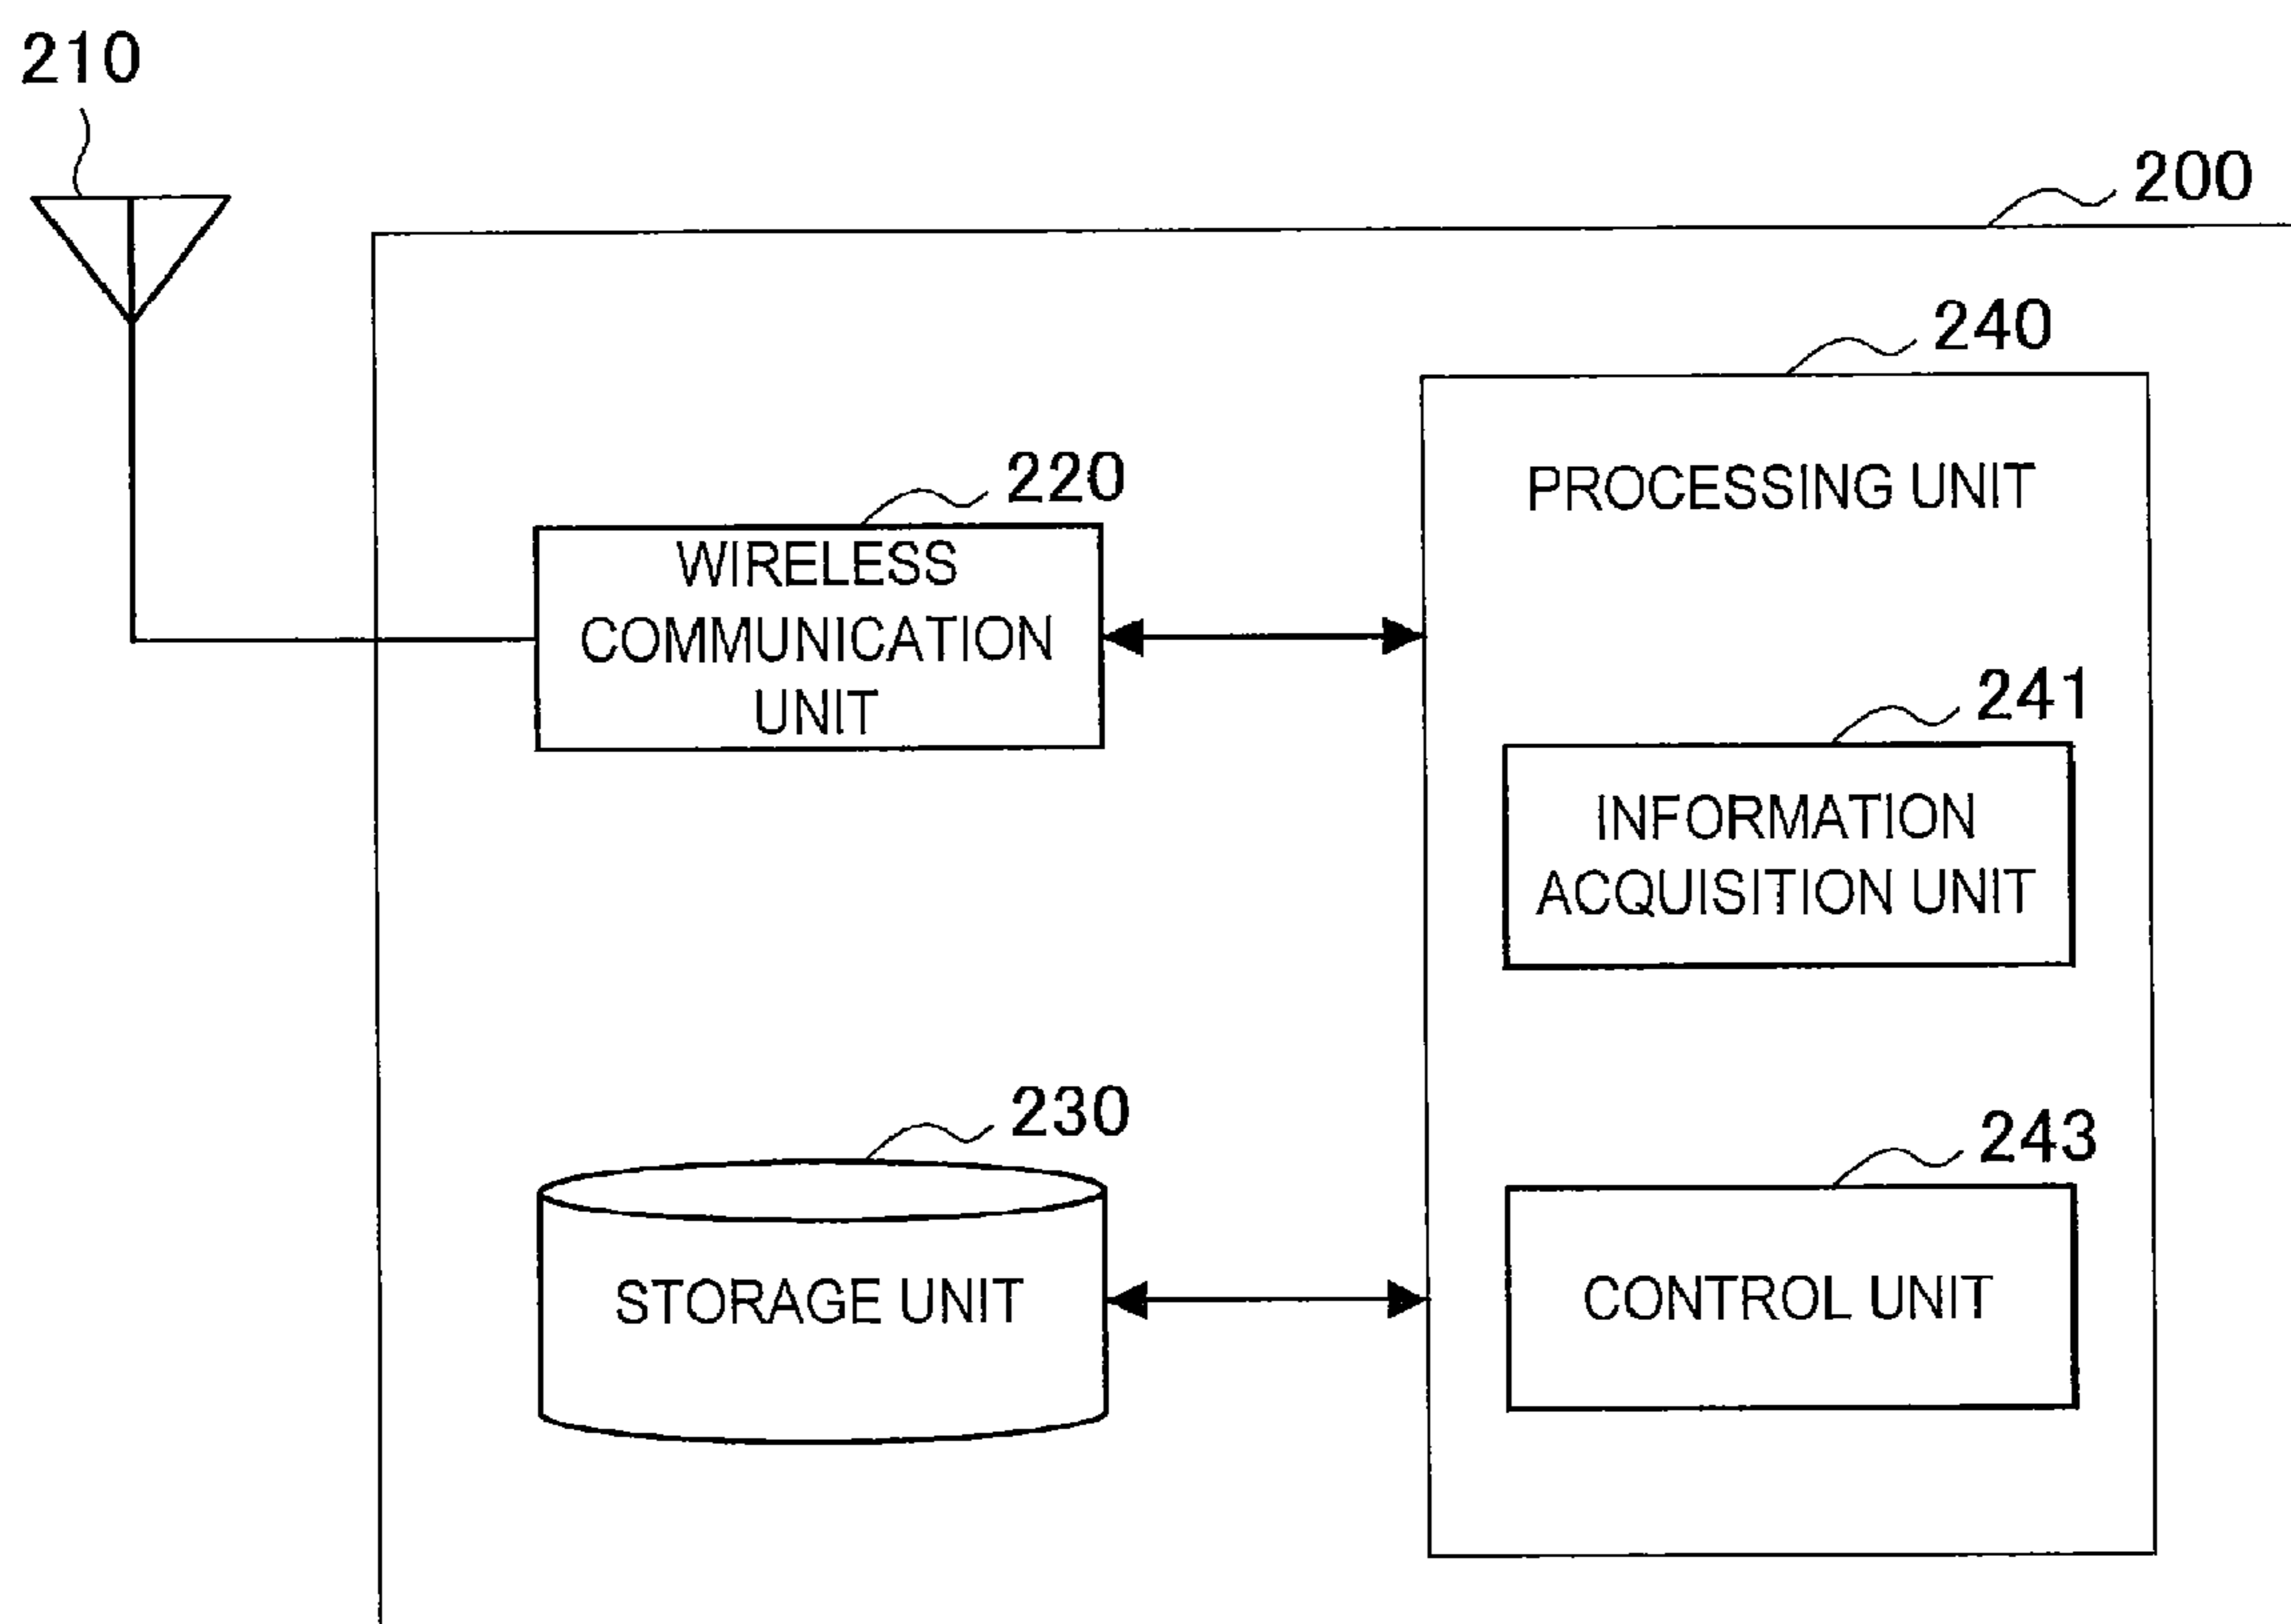 210
200
240
PROCESSING UNIT
220
WIRELESS
COMMUNICATION
UNIT
241
INFORMATION
ACQUISITION UNIT
230
STORAGE UNIT
243
CONTROL UNIT